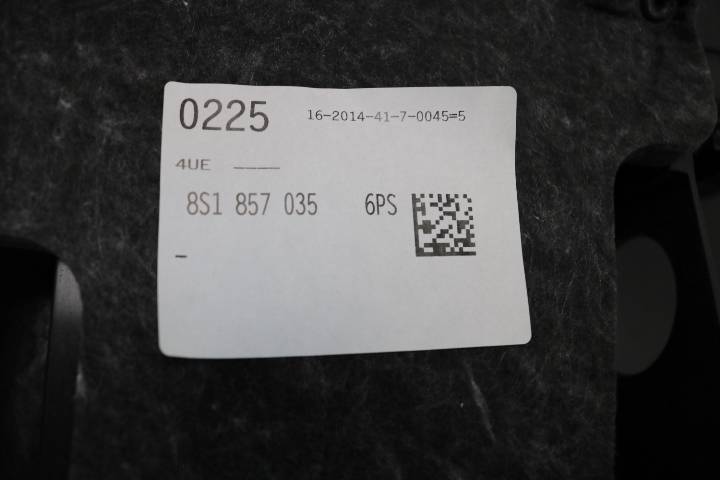 0225 16-2014-41-7-0045=5
4UE ____
8S1 857 035 6PS
-